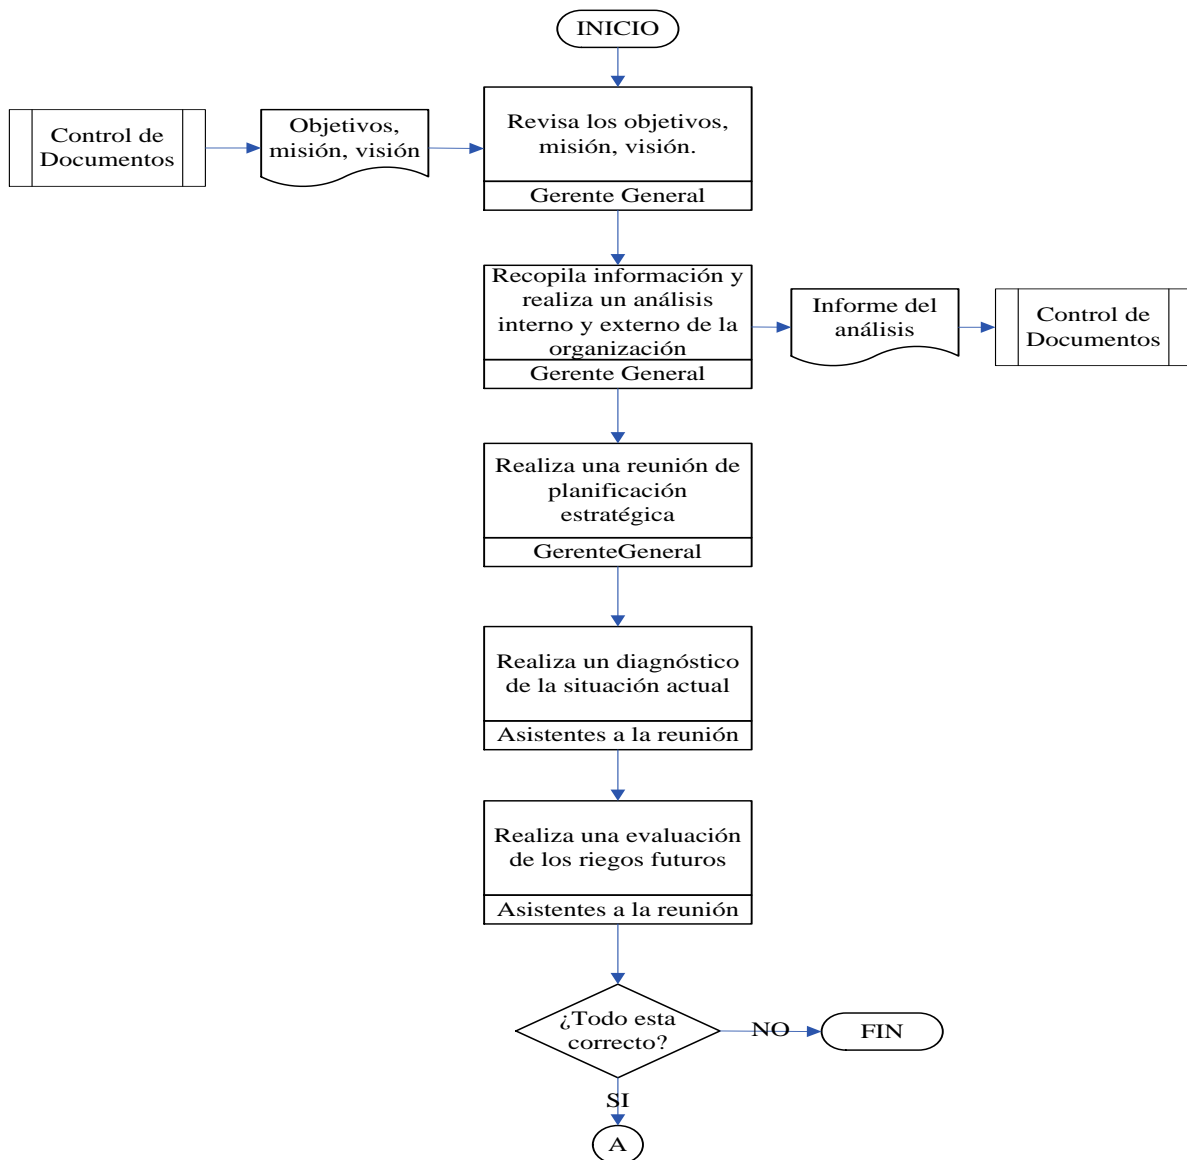 INICIO
Control de
Documentos
Objetivos,
misión, visión
Revisa los objetivos,
misión, visión.
Gerente General
Recopila información y
realiza un análisis
interno y externo de la
organización
Gerente General
Informe del
análisis
Control de
Documentos
Realiza una reunión de
planificación
estratégica
GerenteGeneral
Realiza un diagnóstico
de la situación actual
Asistentes a la reunión
Realiza una evaluación
de los riegos futuros
Asistentes a la reunión
¿Todo esta
correcto?
NO
FIN
SI
A